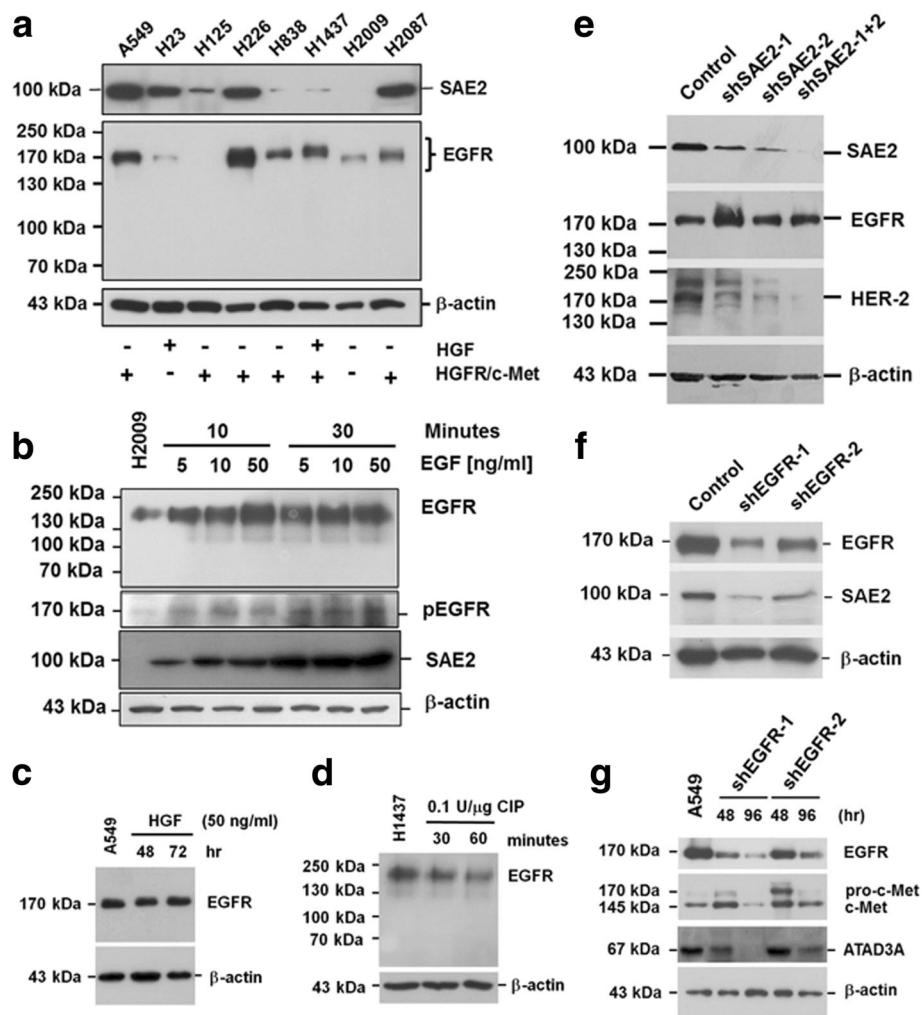 a
A549 H23 H125 H226 H838 H1437 H2009 H2087
100 kDa SAE2
250 kDa
170 kDa EGFR
130 kDa
100 kDa
70 kDa
43 kDa β-actin
- + - - - + - - HGF
+ - + + + + - + HGFR/c-Met
b
H2009 10 30 Minutes
5 10 50 5 10 50 EGF [ng/ml]
250 kDa EGFR
130 kDa
100 kDa
70 kDa
170 kDa pEGFR
100 kDa SAE2
43 kDa β-actin
c
A549 HGF (50 ng/ml)
48 72 hr
170 kDa EGFR
43 kDa β-actin
d
H1437 0.1 U/μg CIP
30 60 minutes
250 kDa EGFR
130 kDa
100 kDa
70 kDa
43 kDa β-actin
e
Control shSAE2-1 shSAE2-2 shSAE2-1+2
100 kDa SAE2
170 kDa EGFR
130 kDa
250 kDa
170 kDa HER-2
130 kDa
43 kDa β-actin
f
Control shEGFR-1 shEGFR-2
170 kDa EGFR
100 kDa SAE2
43 kDa β-actin
g
A549 shEGFR-1 shEGFR-2
48 96 48 96 (hr)
170 kDa EGFR
170 kDa pro-c-Met
145 kDa c-Met
67 kDa ATAD3A
43 kDa β-actin